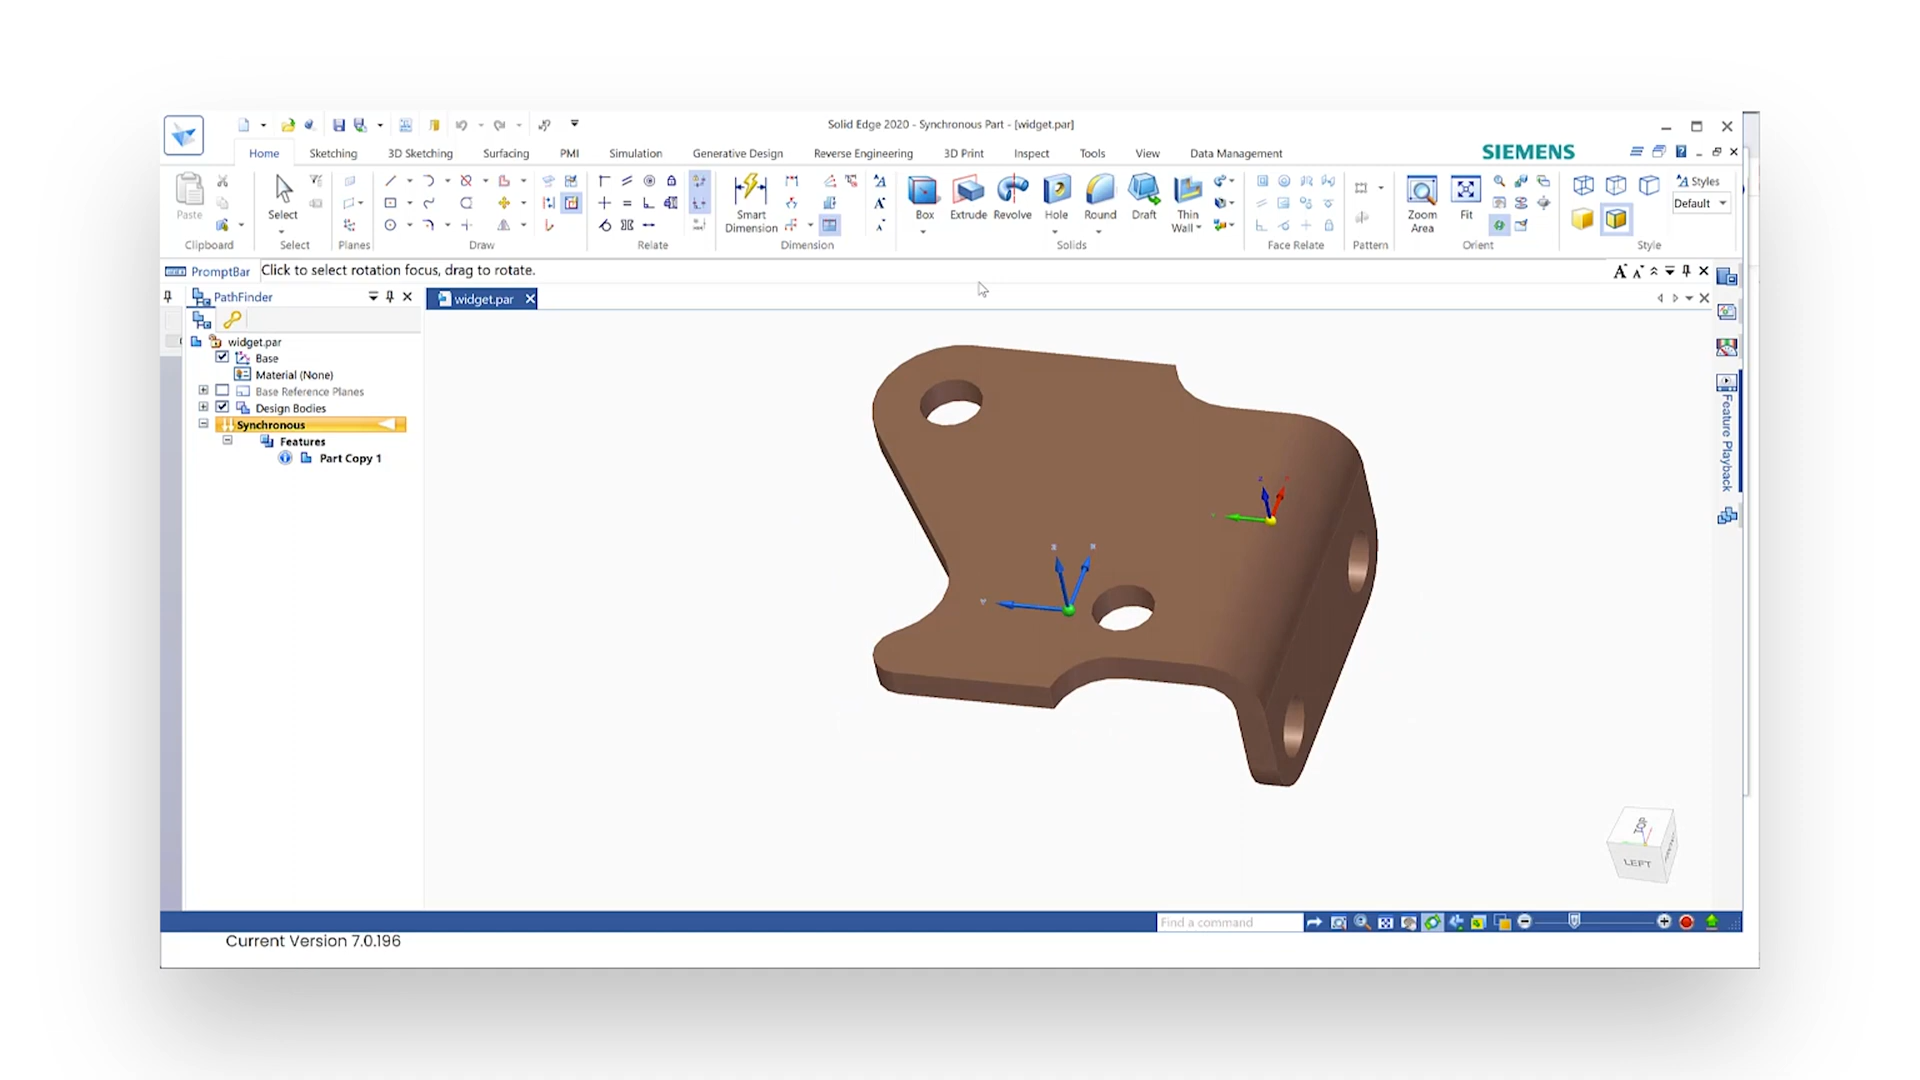 Solid Edge 2020 - Synchronous Part - [widget.par]
Home Sketching 3D Sketching Surfacing PMI Simulation Generative Design Reverse Engineering 3D Print Inspect Tools View Data Management
SIEMENS
Paste
Select
Smart Dimension
Box Extrude Revolve Hole Round Draft Thin Wall
Zoom Area
Fit
Styles
Default
Clipboard Select Planes Draw Relate Dimension Solids Face Relate Pattern Orient Style
PromptBar Click to select rotation focus, drag to rotate.
PathFinder
widget.par
widget.par
Base
Material (None)
Base Reference Planes
Design Bodies
Synchronous
Features
Part Copy 1
Feature Playback
TOP
LEFT
Find a command
Current Version 7.0.196